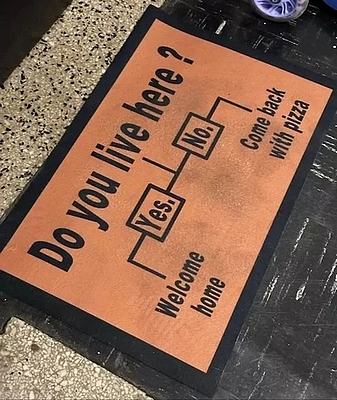 Do you live here ?
Yes.
No.
Welcome
home
Come back
with pizza